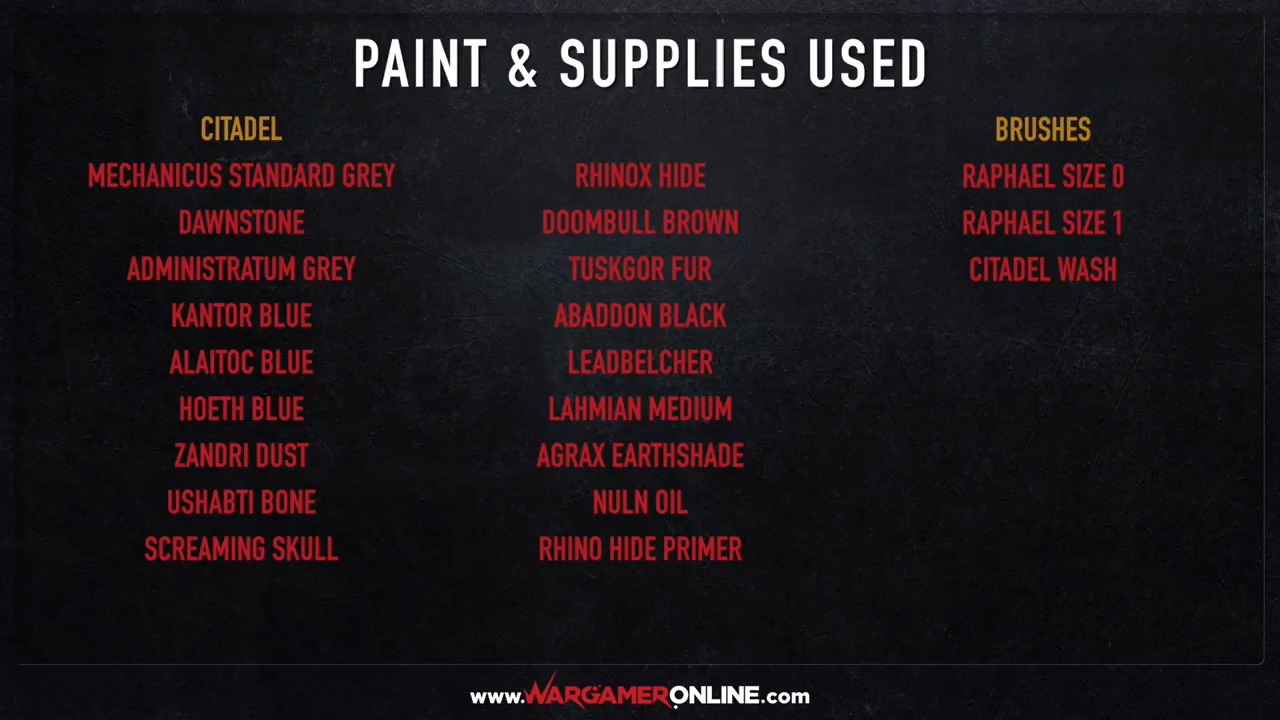 PAINT & SUPPLIES USED
CITADEL
MECHANICUS STANDARD GREY
DAWNSTONE
ADMINISTRATUM GREY
KANTOR BLUE
ALAITOC BLUE
HOETH BLUE
ZANDRI DUST
USHABTI BONE
SCREAMING SKULL
RHINOX HIDE
DOOMBULL BROWN
TUSKGOR FUR
ABADDON BLACK
LEADBELCHER
LAHMIAN MEDIUM
AGRAX EARTHSHADE
NULN OIL
RHINO HIDE PRIMER
BRUSHES
RAPHAEL SIZE 0
RAPHAEL SIZE 1
CITADEL WASH
www.WARGAMERONLINE.com